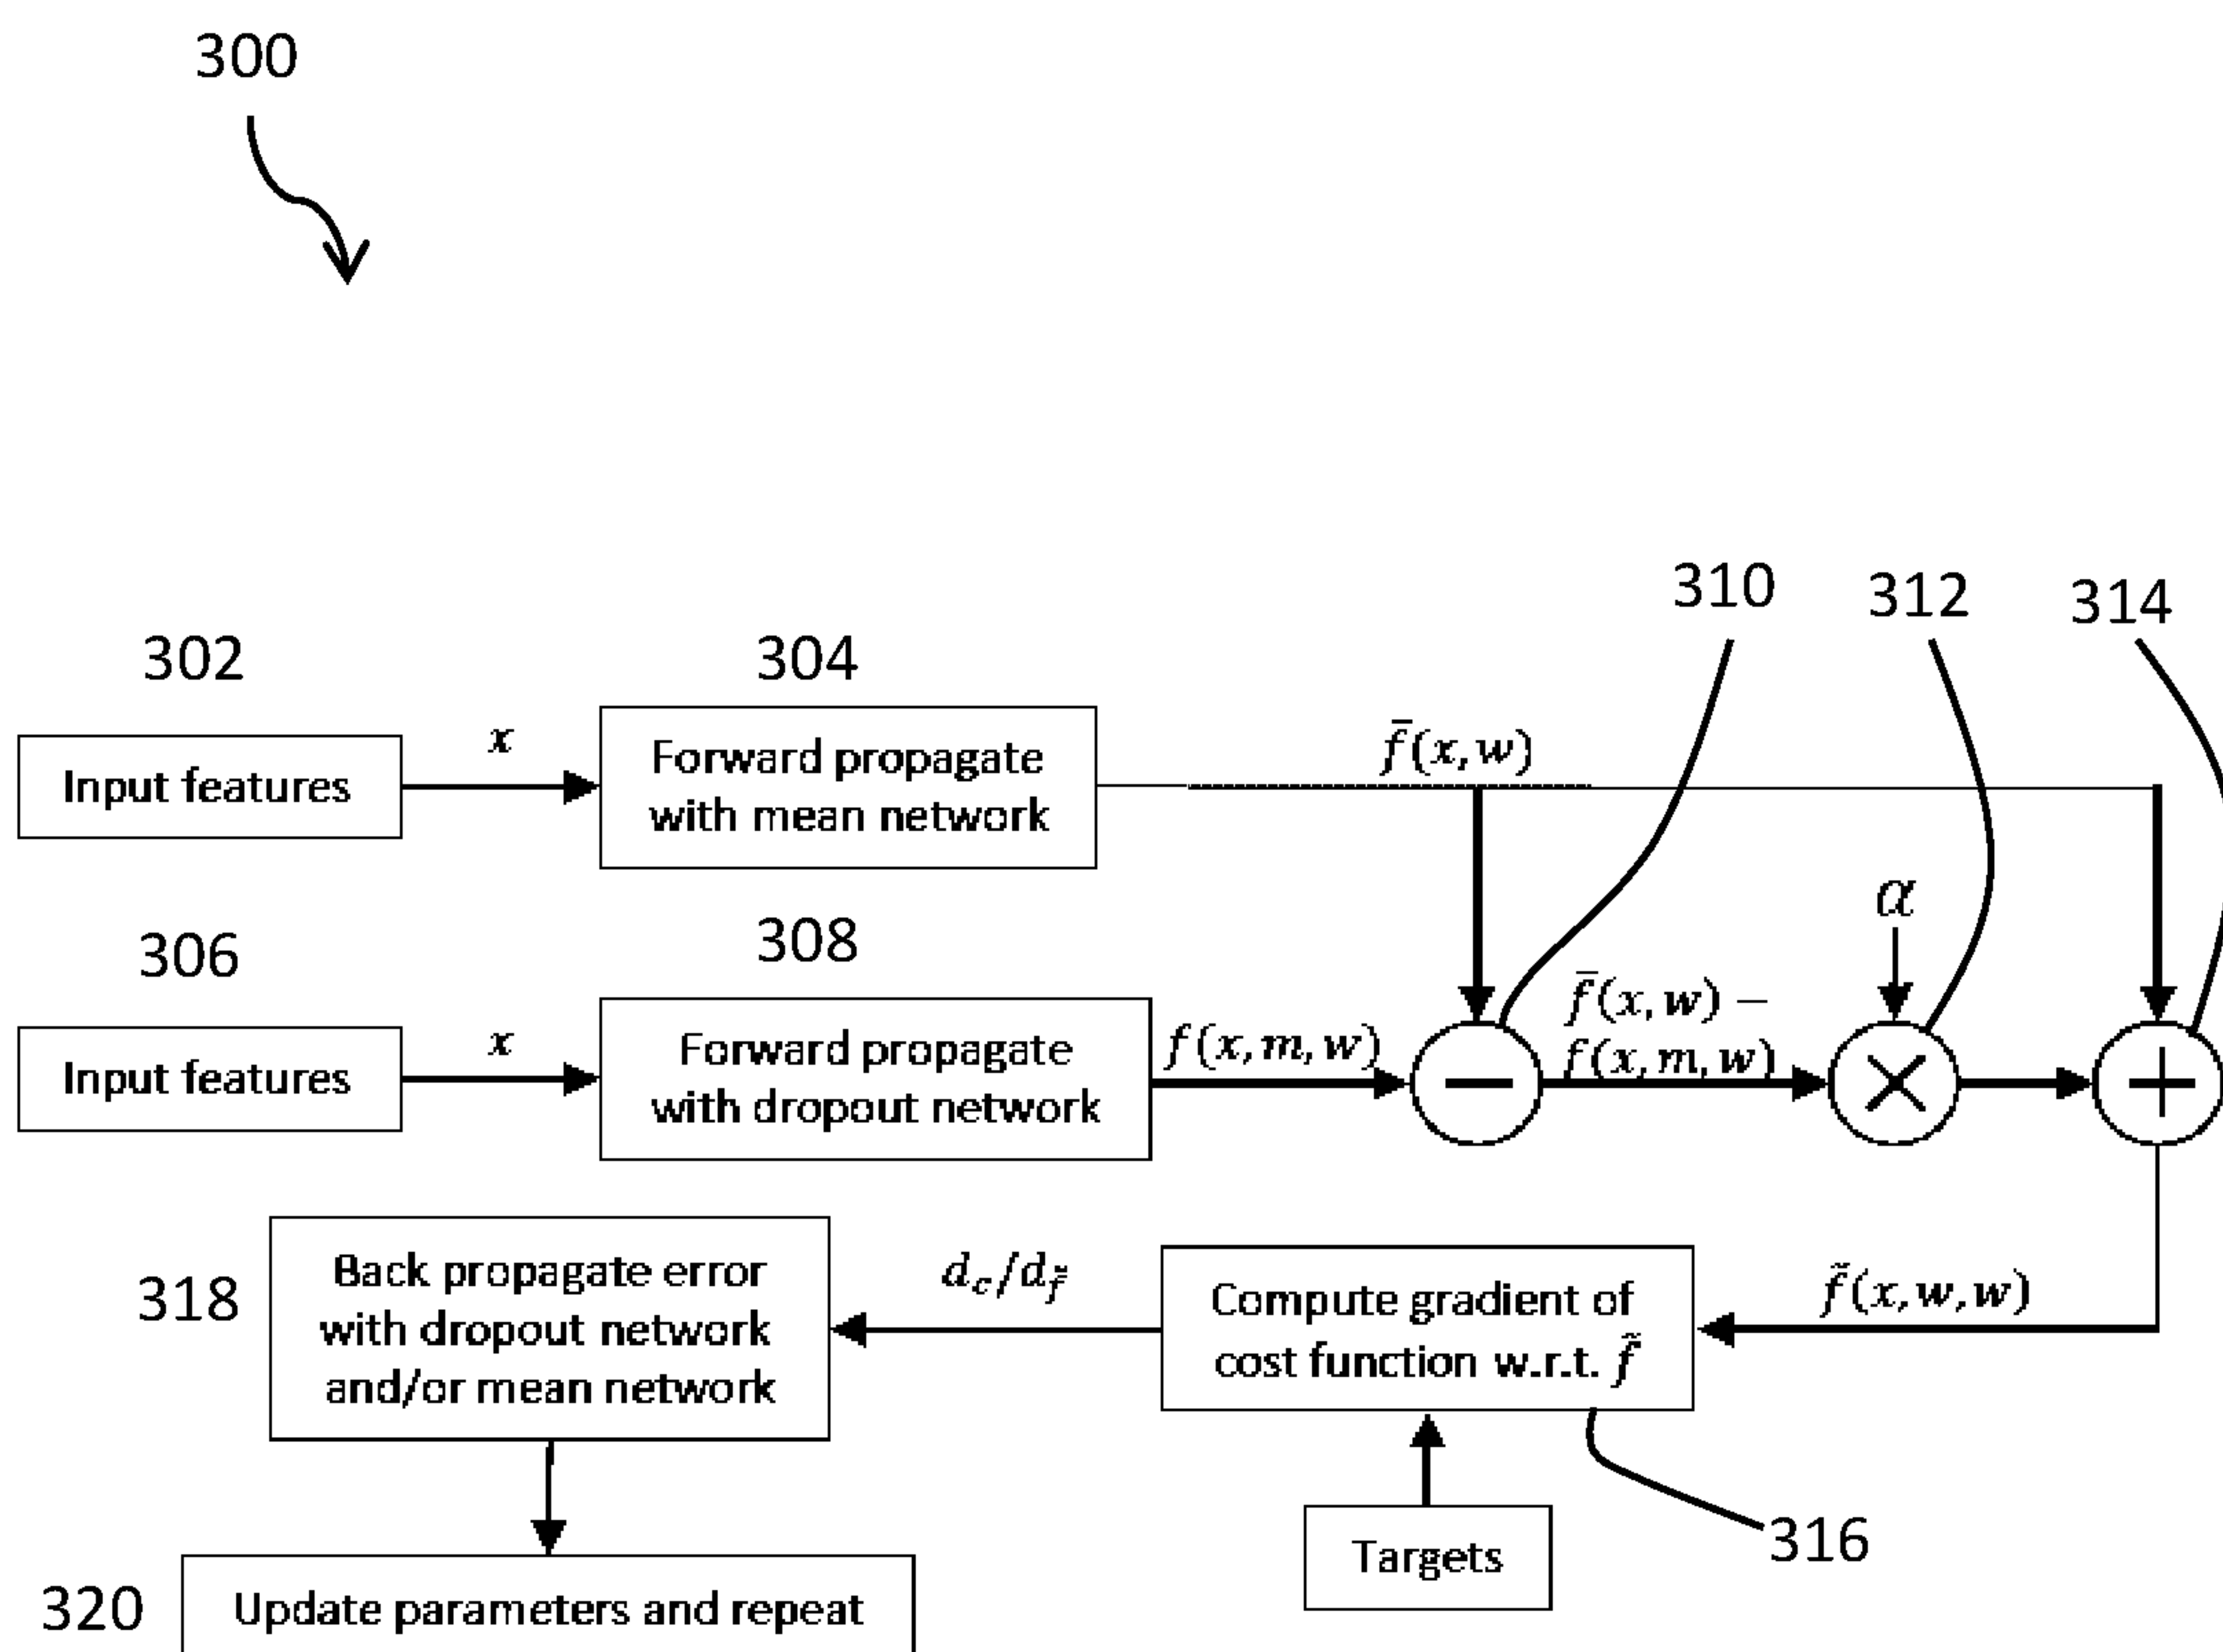 300
310
312
314
302
304
Input features
x
Forward propagate
with mean network
f̄(x,w)
α
306
308
Input features
x
Forward propagate
with dropout network
f(x,m,w)
f̄(x,w) −
f(x,m,w)
−
×
+
318
Back propagate error
with dropout network
and/or mean network
d_c/d_f̃
Compute gradient of
cost function w.r.t. f̃
f̃(x,w,w)
Targets
316
320
Update parameters and repeat